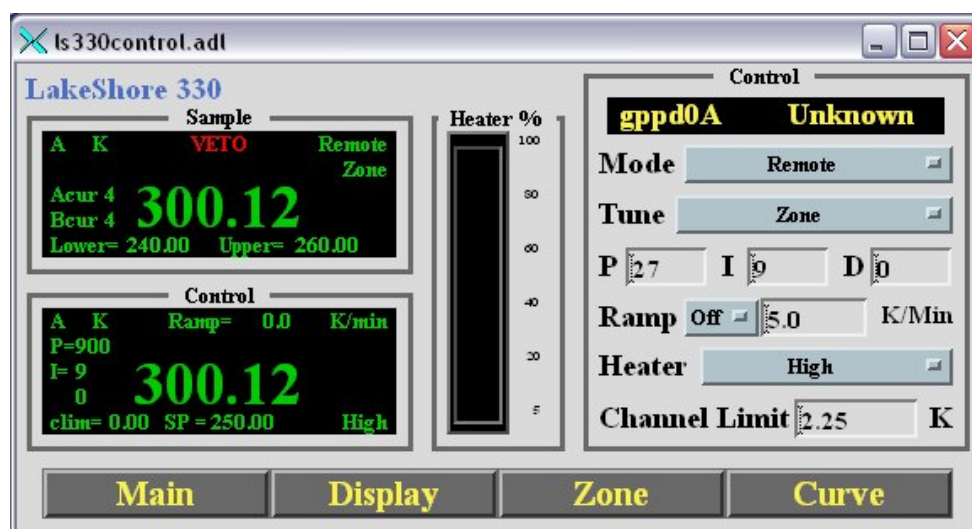 ls330control.adl
LakeShore 330
Sample
A K VETO Remote
Zone
Acur 4
Bcur 4
300.12
Lower= 240.00 Upper= 260.00
Control
A K Ramp= 0.0 K/min
P=900
I= 9
0
300.12
clim= 0.00 SP = 250.00 High
Heater %
100
80
60
40
20
5
Control
gppd0A Unknown
Mode Remote
Tune Zone
P 27 I 9 D 0
Ramp Off 5.0 K/Min
Heater High
Channel Limit 2.25 K
Main Display Zone Curve